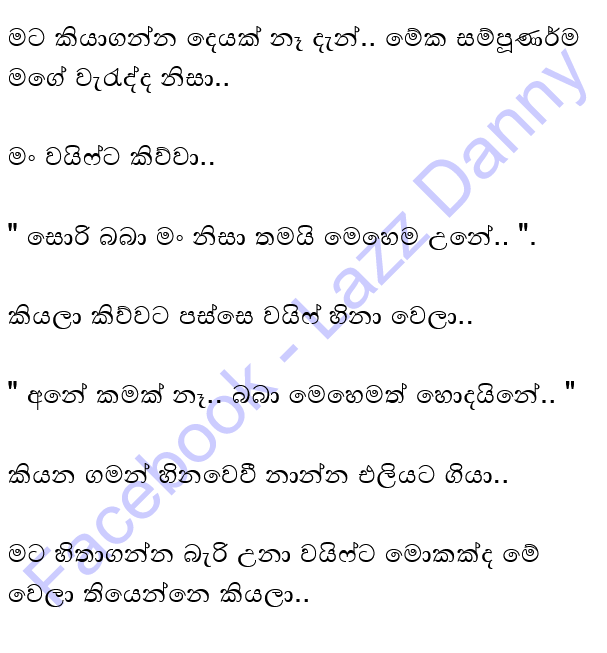 මට කියාගන්න දෙයක් නෑ දැන්.. මේක සම්පූණර්ම
මගේ වැරැද්ද නිසා..
මං වයිෆ්ට කිව්වා..
" සොරි බබා මං නිසා තමයි මෙහෙම උනේ.. ".
කියලා කිව්වට පස්සෙ වයිෆ් හිනා වෙලා..
" අනේ කමක් නෑ.. බබා මෙහෙමත් හොදයිනේ.. "
කියන ගමන් හිනවෙවී නාන්න එලියට ගියා..
මට හිතාගන්න බැරි උනා වයිෆ්ට මොකක්ද මේ
වෙලා තියෙන්නෙ කියලා..
Facebook - Lazz Danny